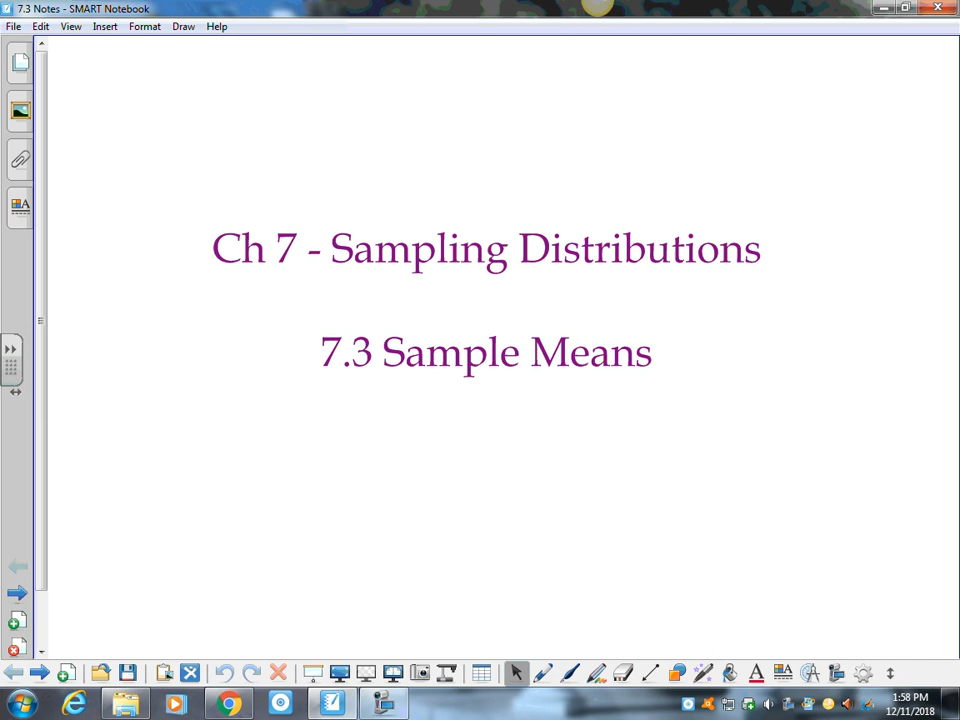 7.3 Notes - SMART Notebook
File Edit View Insert Format Draw Help
Ch 7 - Sampling Distributions
7.3 Sample Means
1:58 PM
12/11/2018